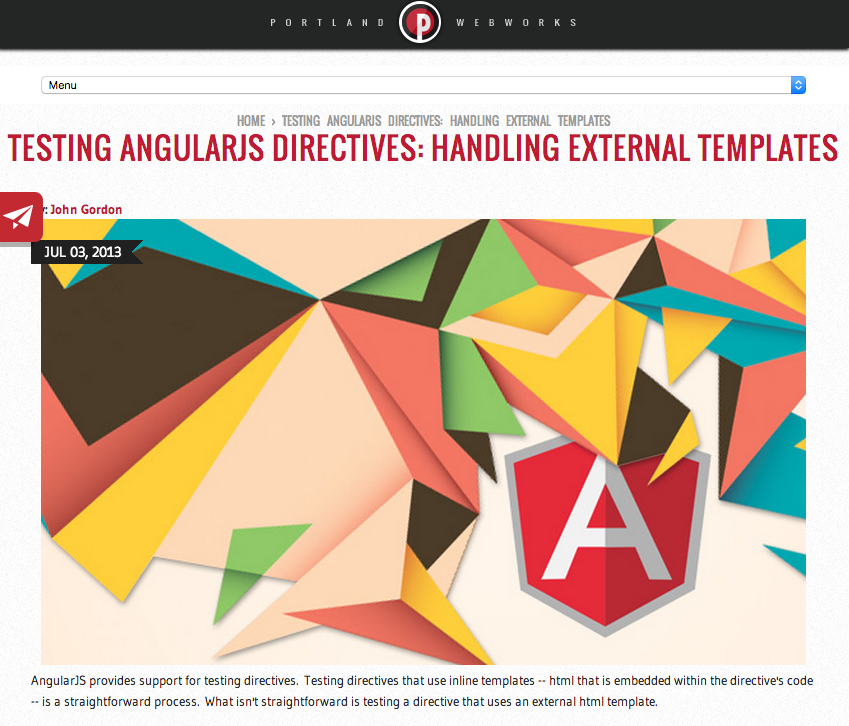 PORTLAND p WEBWORKS
Menu
HOME › TESTING ANGULARJS DIRECTIVES: HANDLING EXTERNAL TEMPLATES
TESTING ANGULARJS DIRECTIVES: HANDLING EXTERNAL TEMPLATES
y: John Gordon
JUL 03, 2013
A
AngularJS provides support for testing directives. Testing directives that use inline templates -- html that is embedded within the directive's code
-- is a straightforward process. What isn't straightforward is testing a directive that uses an external html template.